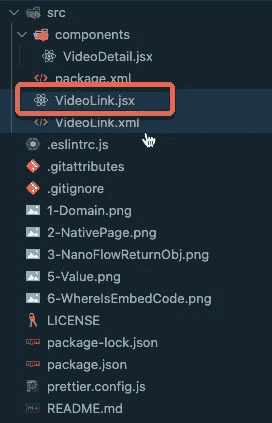 src
components
VideoDetail.jsx
package.xml
VideoLink.jsx
VideoLink.xml
.eslintrc.js
.gitattributes
.gitignore
1-Domain.png
2-NativePage.png
3-NanoFlowReturnObj.png
5-Value.png
6-WhereIsEmbedCode.png
LICENSE
package-lock.json
package.json
prettier.config.js
README.md